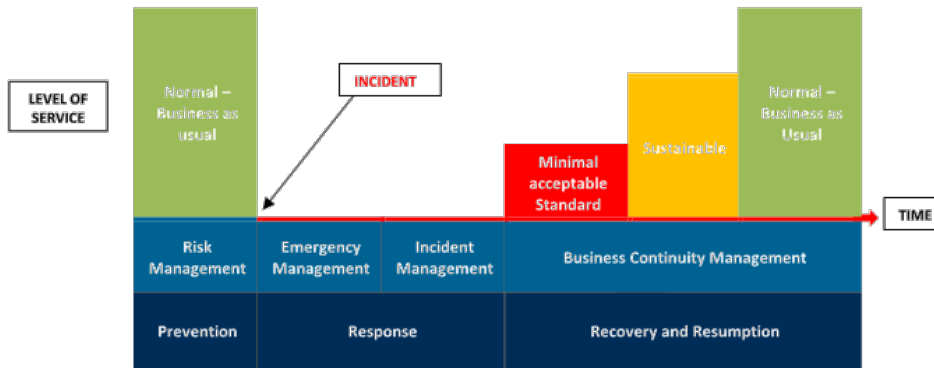 LEVEL OF
SERVICE
Normal –
Business as
usual
INCIDENT
Minimal
acceptable
Standard
Sustainable
Normal –
Business as
Usual
TIME
Risk
Management
Emergency
Management
Incident
Management
Business Continuity Management
Prevention
Response
Recovery and Resumption